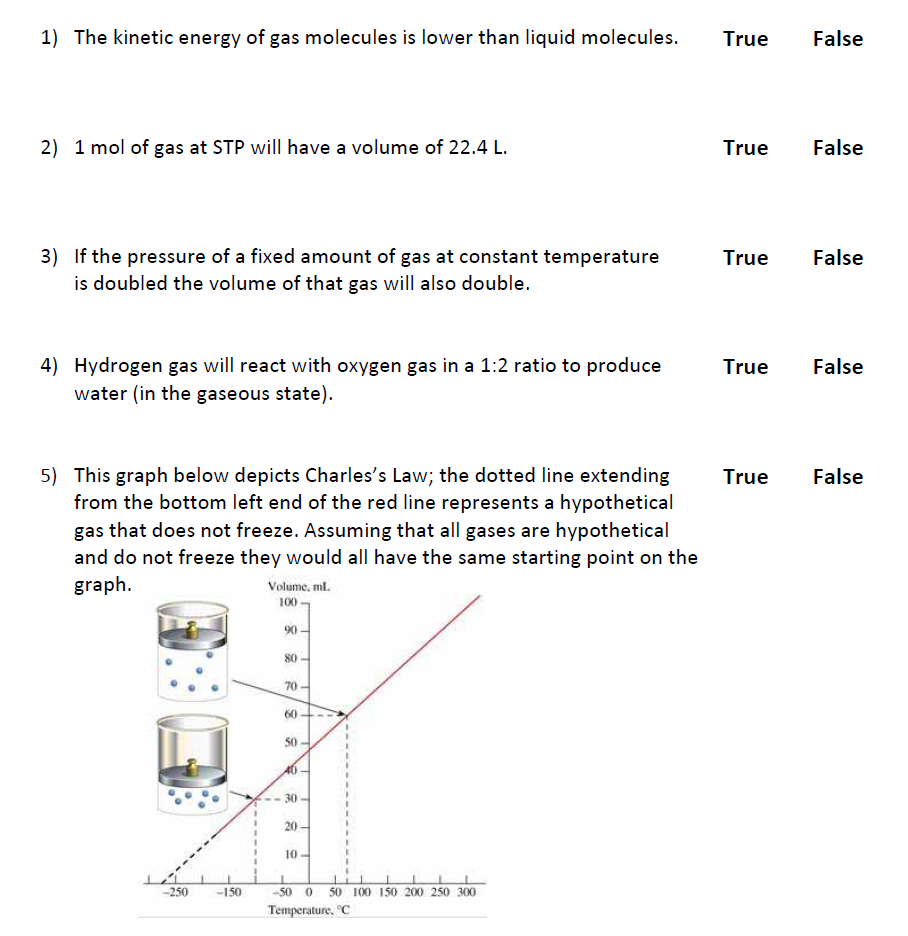 1) The kinetic energy of gas molecules is lower than liquid molecules. True False
2) 1 mol of gas at STP will have a volume of 22.4 L. True False
3) If the pressure of a fixed amount of gas at constant temperature True False
is doubled the volume of that gas will also double.
4) Hydrogen gas will react with oxygen gas in a 1:2 ratio to produce True False
water (in the gaseous state).
5) This graph below depicts Charles’s Law; the dotted line extending True False
from the bottom left end of the red line represents a hypothetical
gas that does not freeze. Assuming that all gases are hypothetical
and do not freeze they would all have the same starting point on the
graph.
Volume, mL
100
90
80
70
60
50
40
30
20
10
-250 -150 -50 0 50 100 150 200 250 300
Temperature, °C